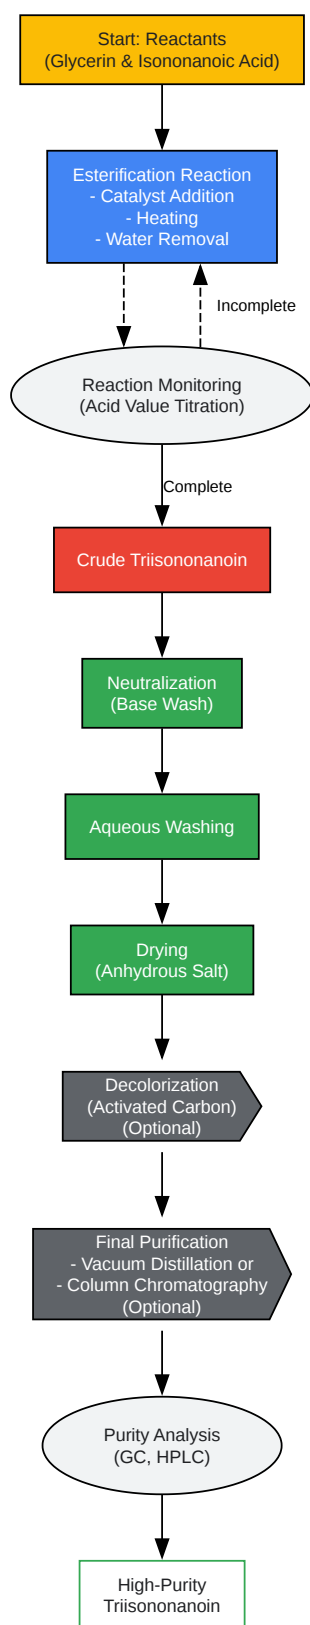 Start: Reactants
(Glycerin & Isononanoic Acid)
Esterification Reaction
- Catalyst Addition
- Heating
- Water Removal
Incomplete
Reaction Monitoring
(Acid Value Titration)
Complete
Crude Triisononanoin
Neutralization
(Base Wash)
Aqueous Washing
Drying
(Anhydrous Salt)
Decolorization
(Activated Carbon)
(Optional)
Final Purification
- Vacuum Distillation or
- Column Chromatography
(Optional)
Purity Analysis
(GC, HPLC)
High-Purity
Triisononanoin